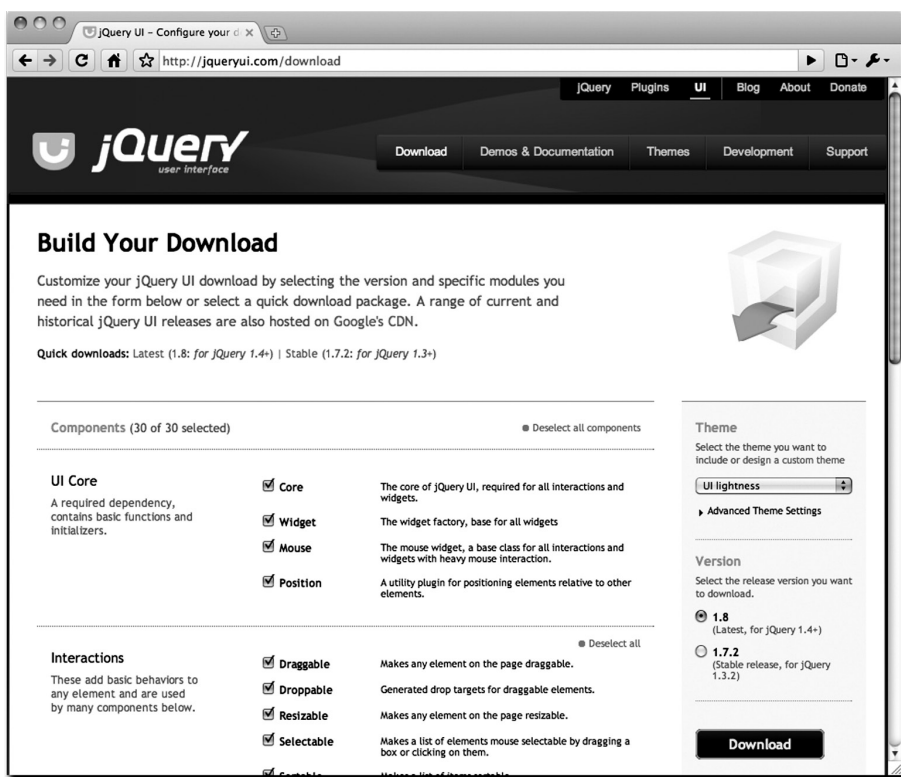 jQuery UI - Configure your d
http://jqueryui.com/download
jQuery Plugins UI Blog About Donate
jQuery
user interface
Download Demos & Documentation Themes Development Support
Build Your Download
Customize your jQuery UI download by selecting the version and specific modules you
need in the form below or select a quick download package. A range of current and
historical jQuery UI releases are also hosted on Google's CDN.
Quick downloads: Latest (1.8: for jQuery 1.4+) | Stable (1.7.2: for jQuery 1.3+)
Components (30 of 30 selected)
Deselect all components
UI Core
A required dependency,
contains basic functions and
initializers.
Core
The core of jQuery UI, required for all interactions and
widgets.
Widget
The widget factory, base for all widgets
Mouse
The mouse widget, a base class for all interactions and
widgets with heavy mouse interaction.
Position
A utility plugin for positioning elements relative to other
elements.
Deselect all
Interactions
These add basic behaviors to
any element and are used
by many components below.
Draggable
Makes any element on the page draggable.
Droppable
Generated drop targets for draggable elements.
Resizable
Makes any element on the page resizable.
Selectable
Makes a list of elements mouse selectable by dragging a
box or clicking on them.
Sortable
Makes a list of items sortable
Theme
Select the theme you want to
include or design a custom theme
UI lightness
Advanced Theme Settings
Version
Select the release version you want
to download.
1.8
(Latest, for jQuery 1.4+)
1.7.2
(Stable release, for jQuery
1.3.2)
Download